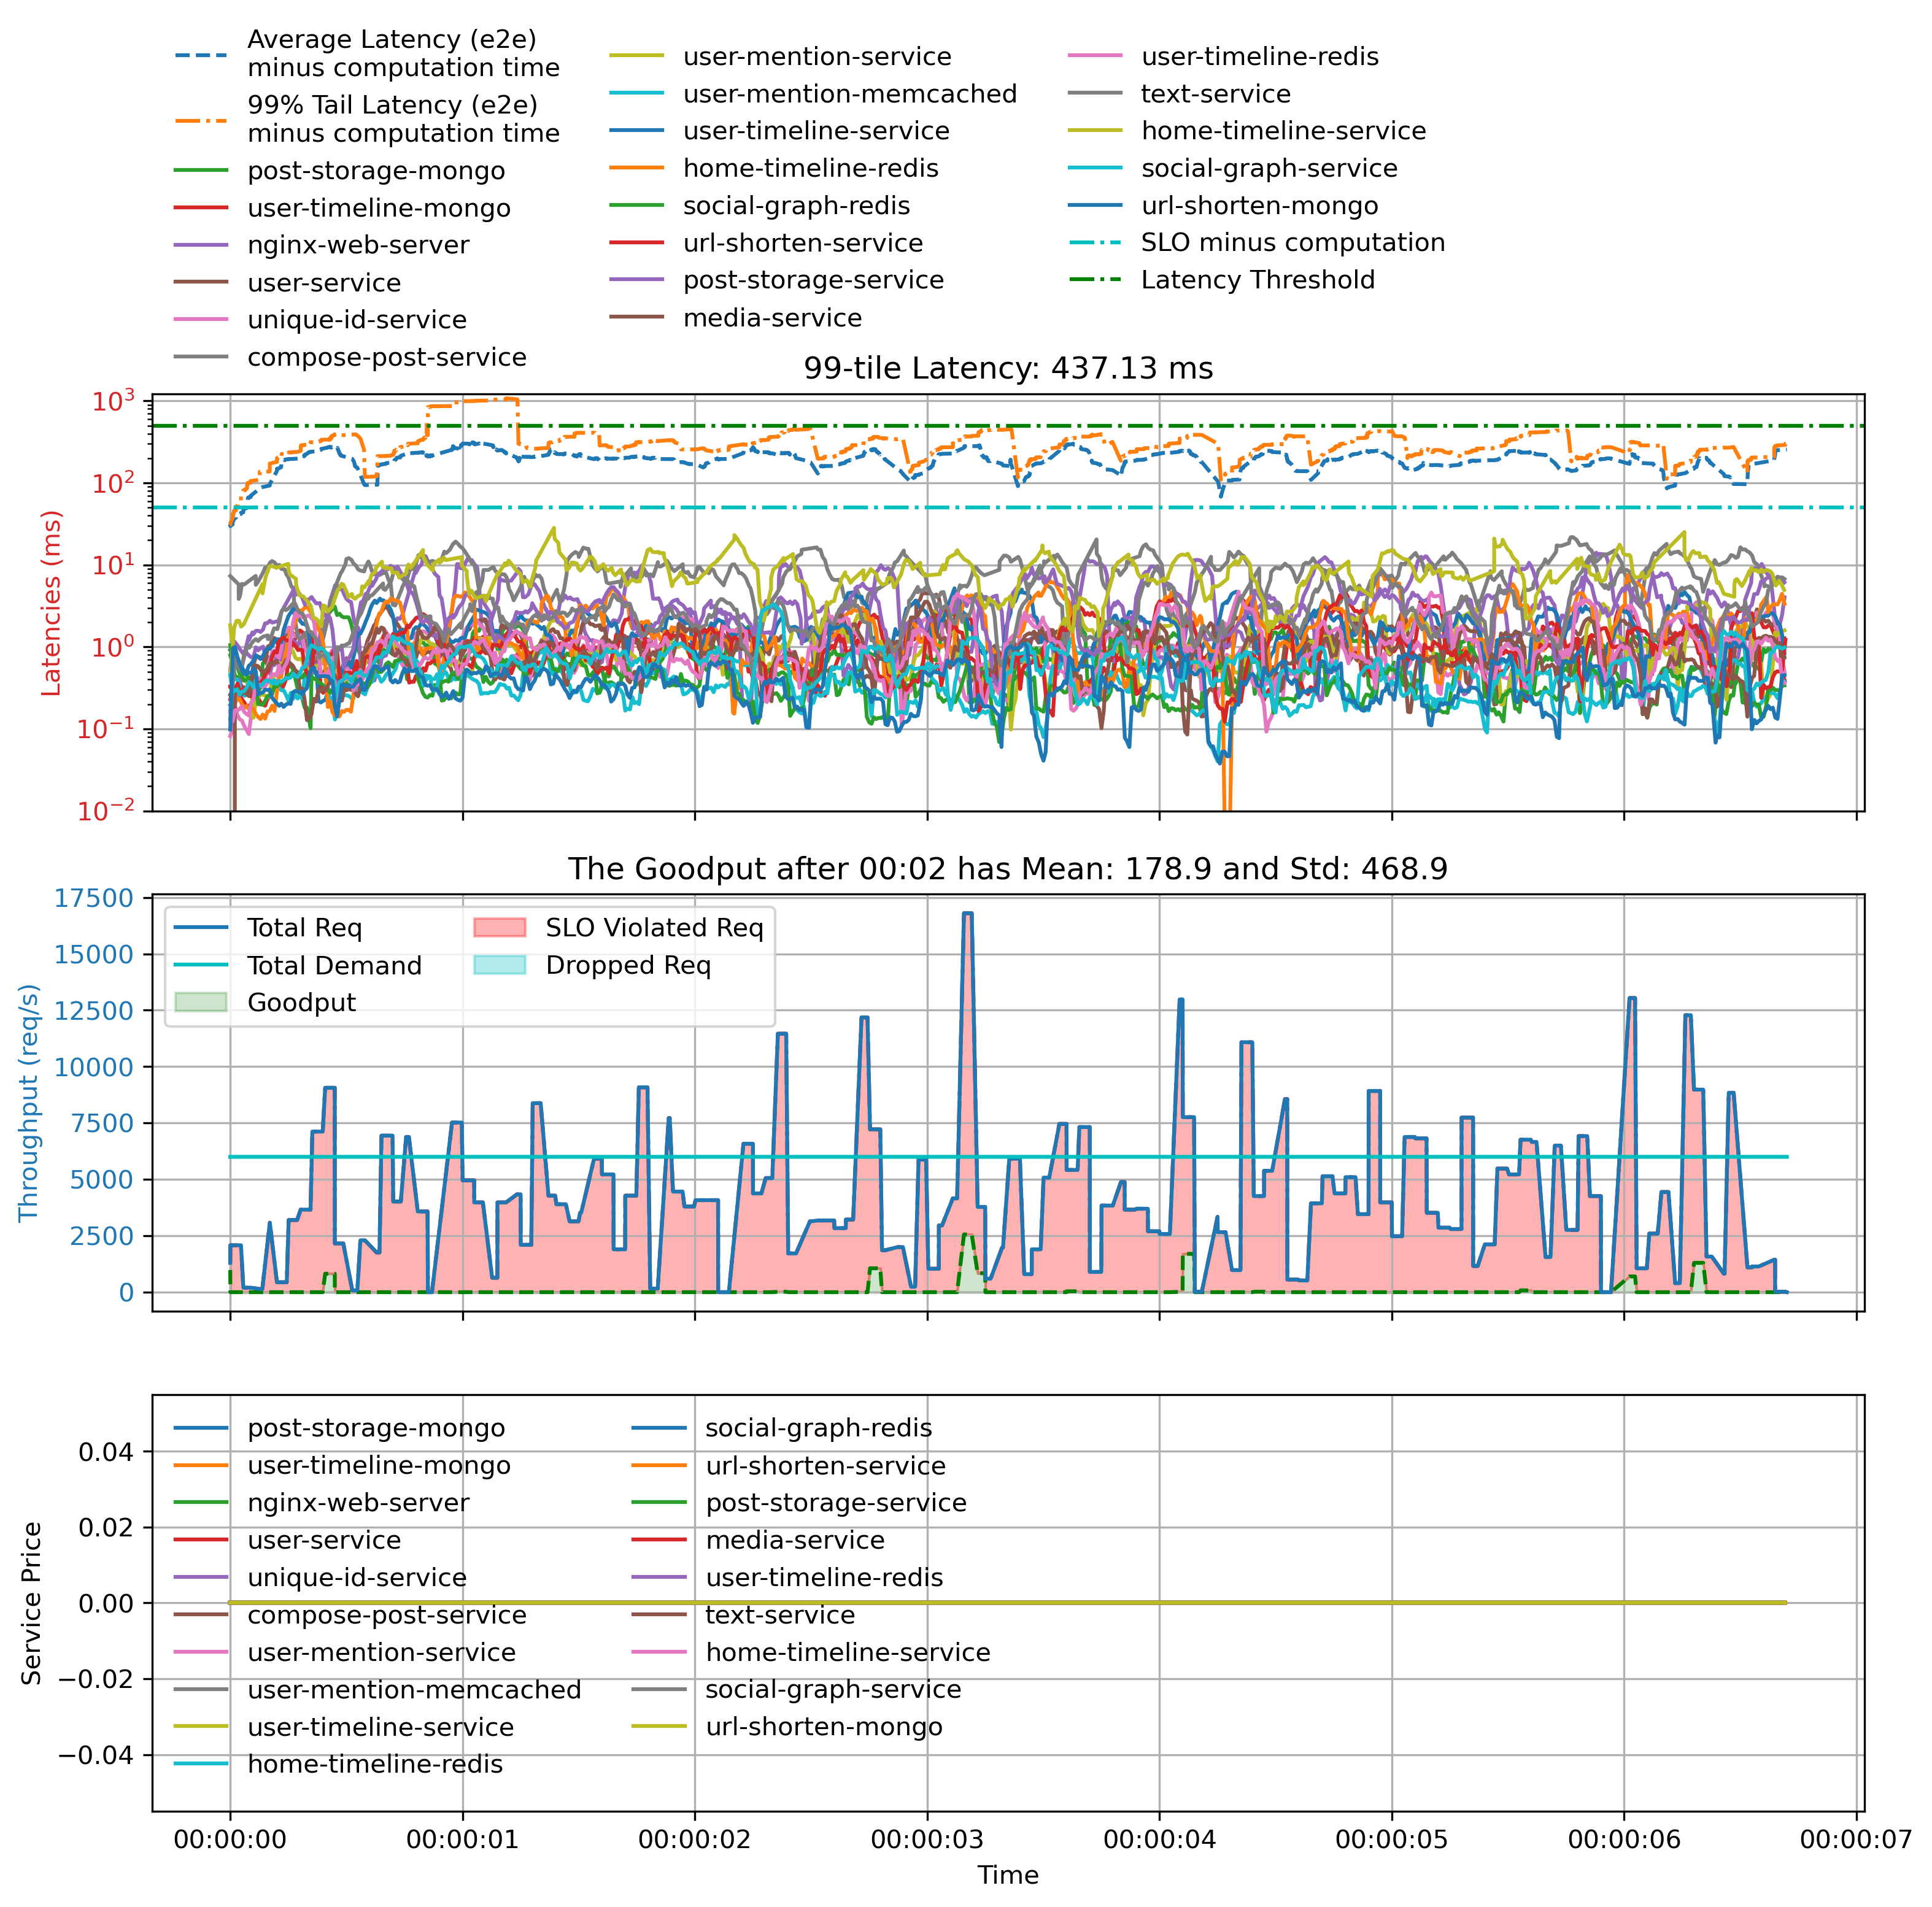 Average Latency (e2e)
minus computation time
99% Tail Latency (e2e)
minus computation time
post-storage-mongo
user-timeline-mongo
nginx-web-server
user-service
unique-id-service
compose-post-service
user-mention-service
user-mention-memcached
user-timeline-service
home-timeline-redis
social-graph-redis
url-shorten-service
post-storage-service
media-service
user-timeline-redis
text-service
home-timeline-service
social-graph-service
url-shorten-mongo
SLO minus computation
Latency Threshold
99-tile Latency: 437.13 ms
Latencies (ms)
10³
10²
10¹
10⁰
10⁻¹
10⁻²
The Goodput after 00:02 has Mean: 178.9 and Std: 468.9
Throughput (req/s)
17500
15000
12500
10000
7500
5000
2500
0
Total Req
Total Demand
Goodput
SLO Violated Req
Dropped Req
Service Price
0.04
0.02
0.00
−0.02
−0.04
post-storage-mongo
user-timeline-mongo
nginx-web-server
user-service
unique-id-service
compose-post-service
user-mention-service
user-mention-memcached
user-timeline-service
home-timeline-redis
social-graph-redis
url-shorten-service
post-storage-service
media-service
user-timeline-redis
text-service
home-timeline-service
social-graph-service
url-shorten-mongo
00:00:00 00:00:01 00:00:02 00:00:03 00:00:04 00:00:05 00:00:06 00:00:07
Time